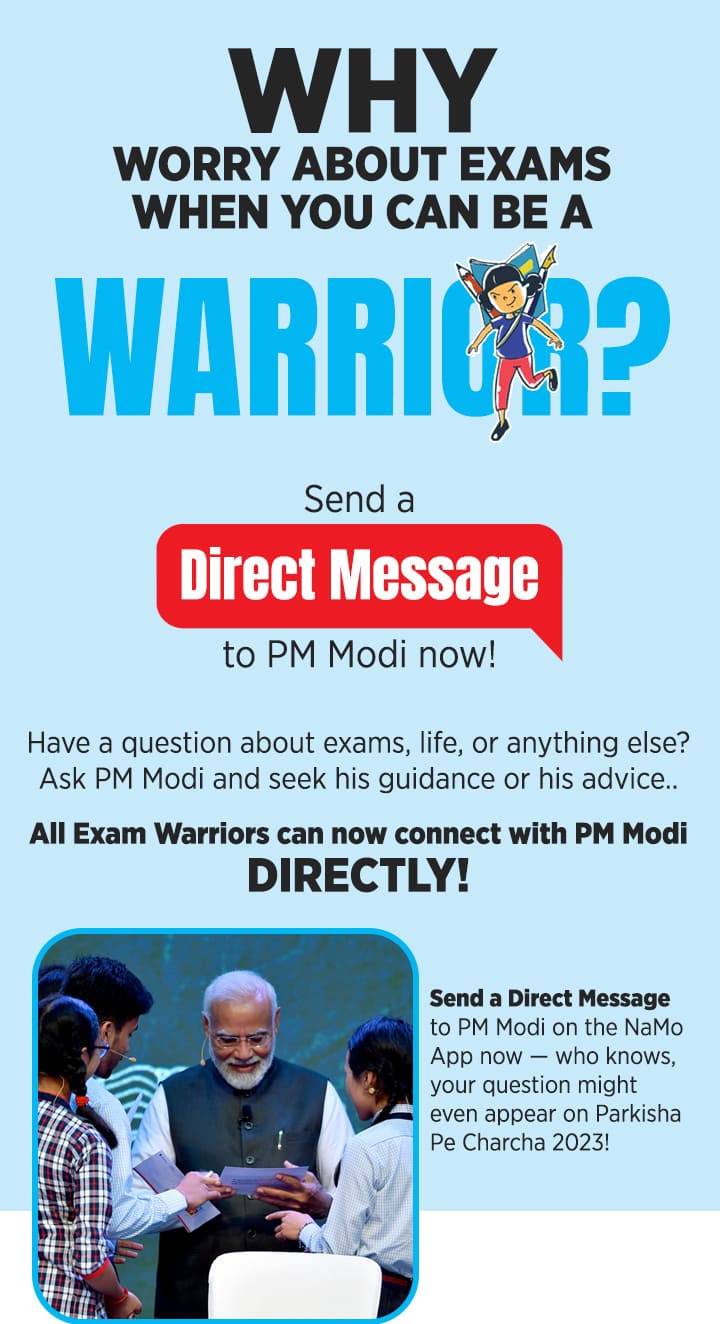 WHY
WORRY ABOUT EXAMS
WHEN YOU CAN BE A
WARRIOR?
Send a
Direct Message
to PM Modi now!
Have a question about exams, life, or anything else?
Ask PM Modi and seek his guidance or his advice..
All Exam Warriors can now connect with PM Modi
DIRECTLY!
Send a Direct Message
to PM Modi on the NaMo
App now — who knows,
your question might
even appear on Parkisha
Pe Charcha 2023!